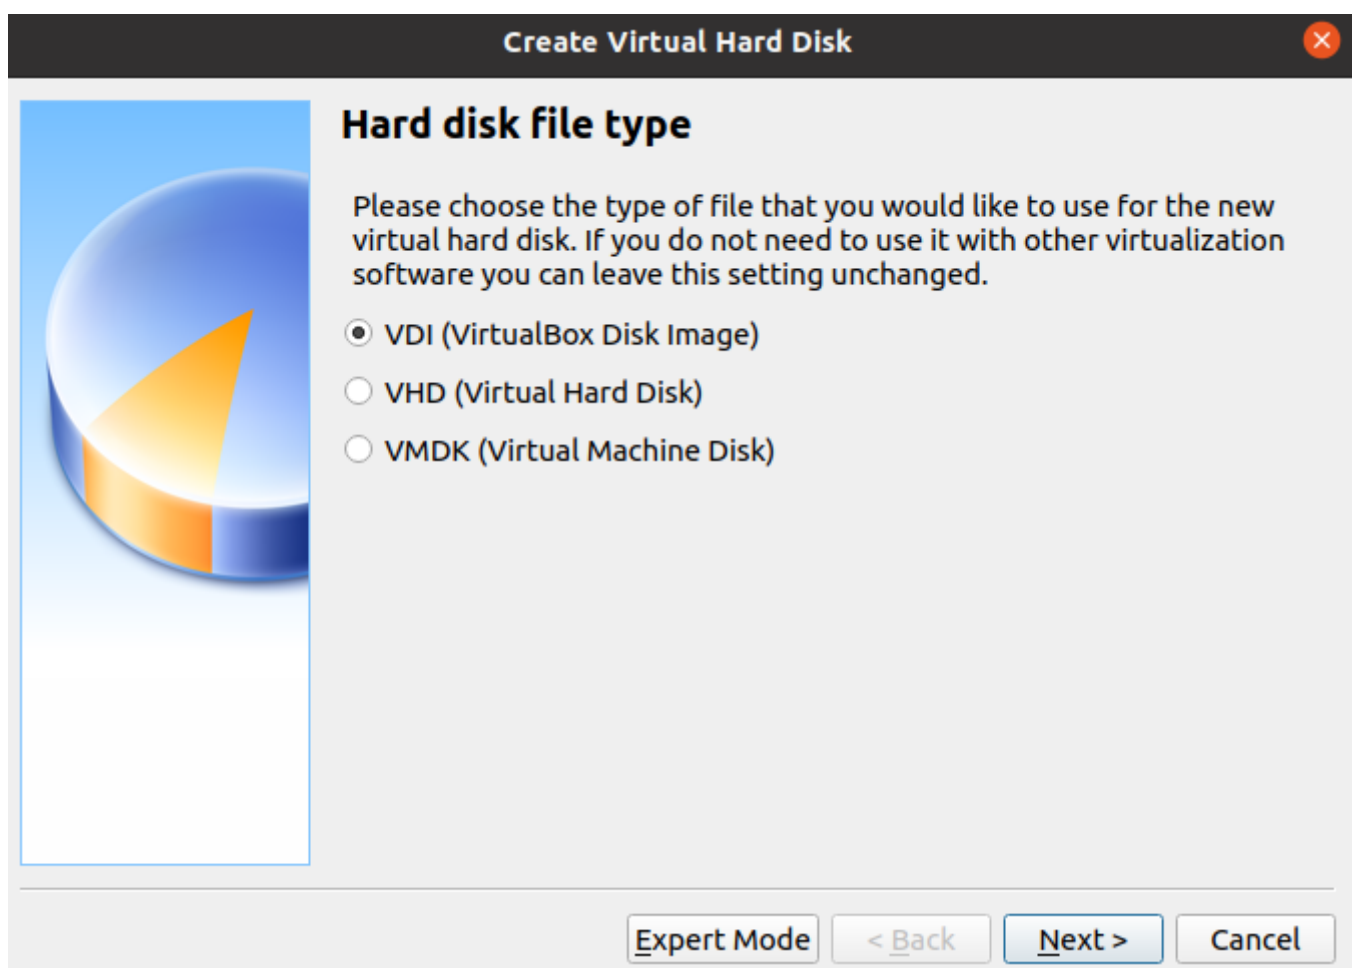 Create Virtual Hard Disk
Hard disk file type
Please choose the type of file that you would like to use for the new
virtual hard disk. If you do not need to use it with other virtualization
software you can leave this setting unchanged.
VDI (VirtualBox Disk Image)
VHD (Virtual Hard Disk)
VMDK (Virtual Machine Disk)
Expert Mode < Back Next > Cancel